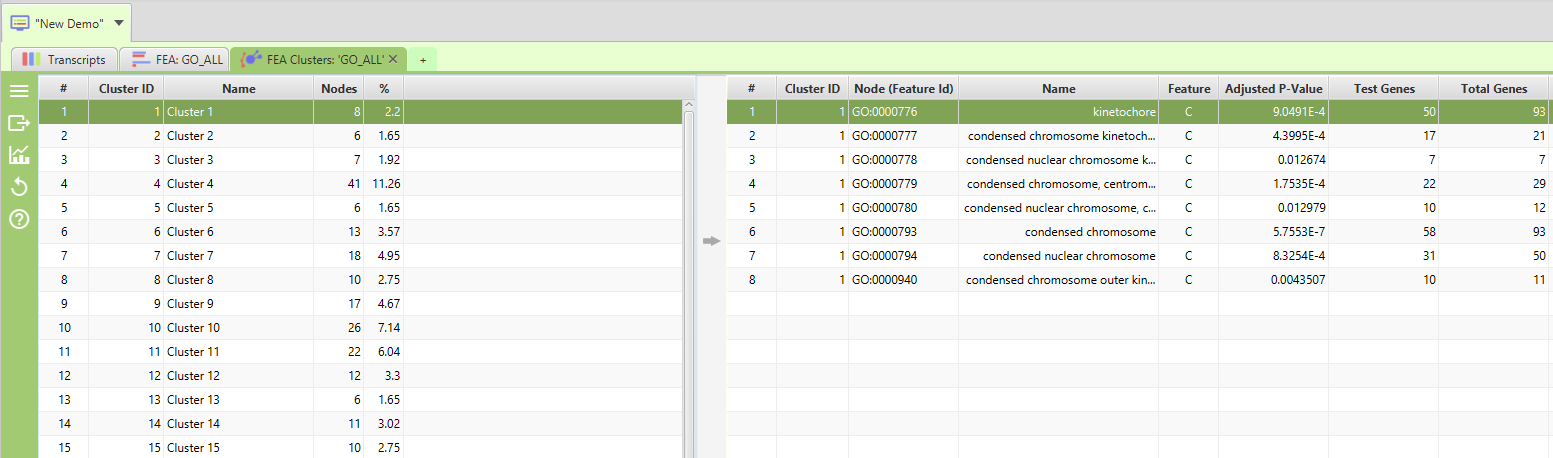 "New Demo"
Transcripts FEA: GO_ALL FEA Clusters: 'GO_ALL' × +
# Cluster ID Name Nodes % # Cluster ID Node (Feature Id) Name Feature Adjusted P-Value Test Genes Total Genes
1 1 Cluster 1 8 2.2 1 1 GO:0000776 kinetochore C 9.0491E-4 50 93
2 2 Cluster 2 6 1.65 2 1 GO:0000777 condensed chromosome kinetoch... C 4.3995E-4 17 21
3 3 Cluster 3 7 1.92 3 1 GO:0000778 condensed nuclear chromosome k... C 0.012674 7 7
4 4 Cluster 4 41 11.26 4 1 GO:0000779 condensed chromosome, centrom... C 1.7535E-4 22 29
5 5 Cluster 5 6 1.65 5 1 GO:0000780 condensed nuclear chromosome, c... C 0.012979 10 12
6 6 Cluster 6 13 3.57 6 1 GO:0000793 condensed chromosome C 5.7553E-7 58 93
7 7 Cluster 7 18 4.95 7 1 GO:0000794 condensed nuclear chromosome C 8.3254E-4 31 50
8 8 Cluster 8 10 2.75 8 1 GO:0000940 condensed chromosome outer kin... C 0.0043507 10 11
9 9 Cluster 9 17 4.67
10 10 Cluster 10 26 7.14
11 11 Cluster 11 22 6.04
12 12 Cluster 12 12 3.3
13 13 Cluster 13 6 1.65
14 14 Cluster 14 11 3.02
15 15 Cluster 15 10 2.75